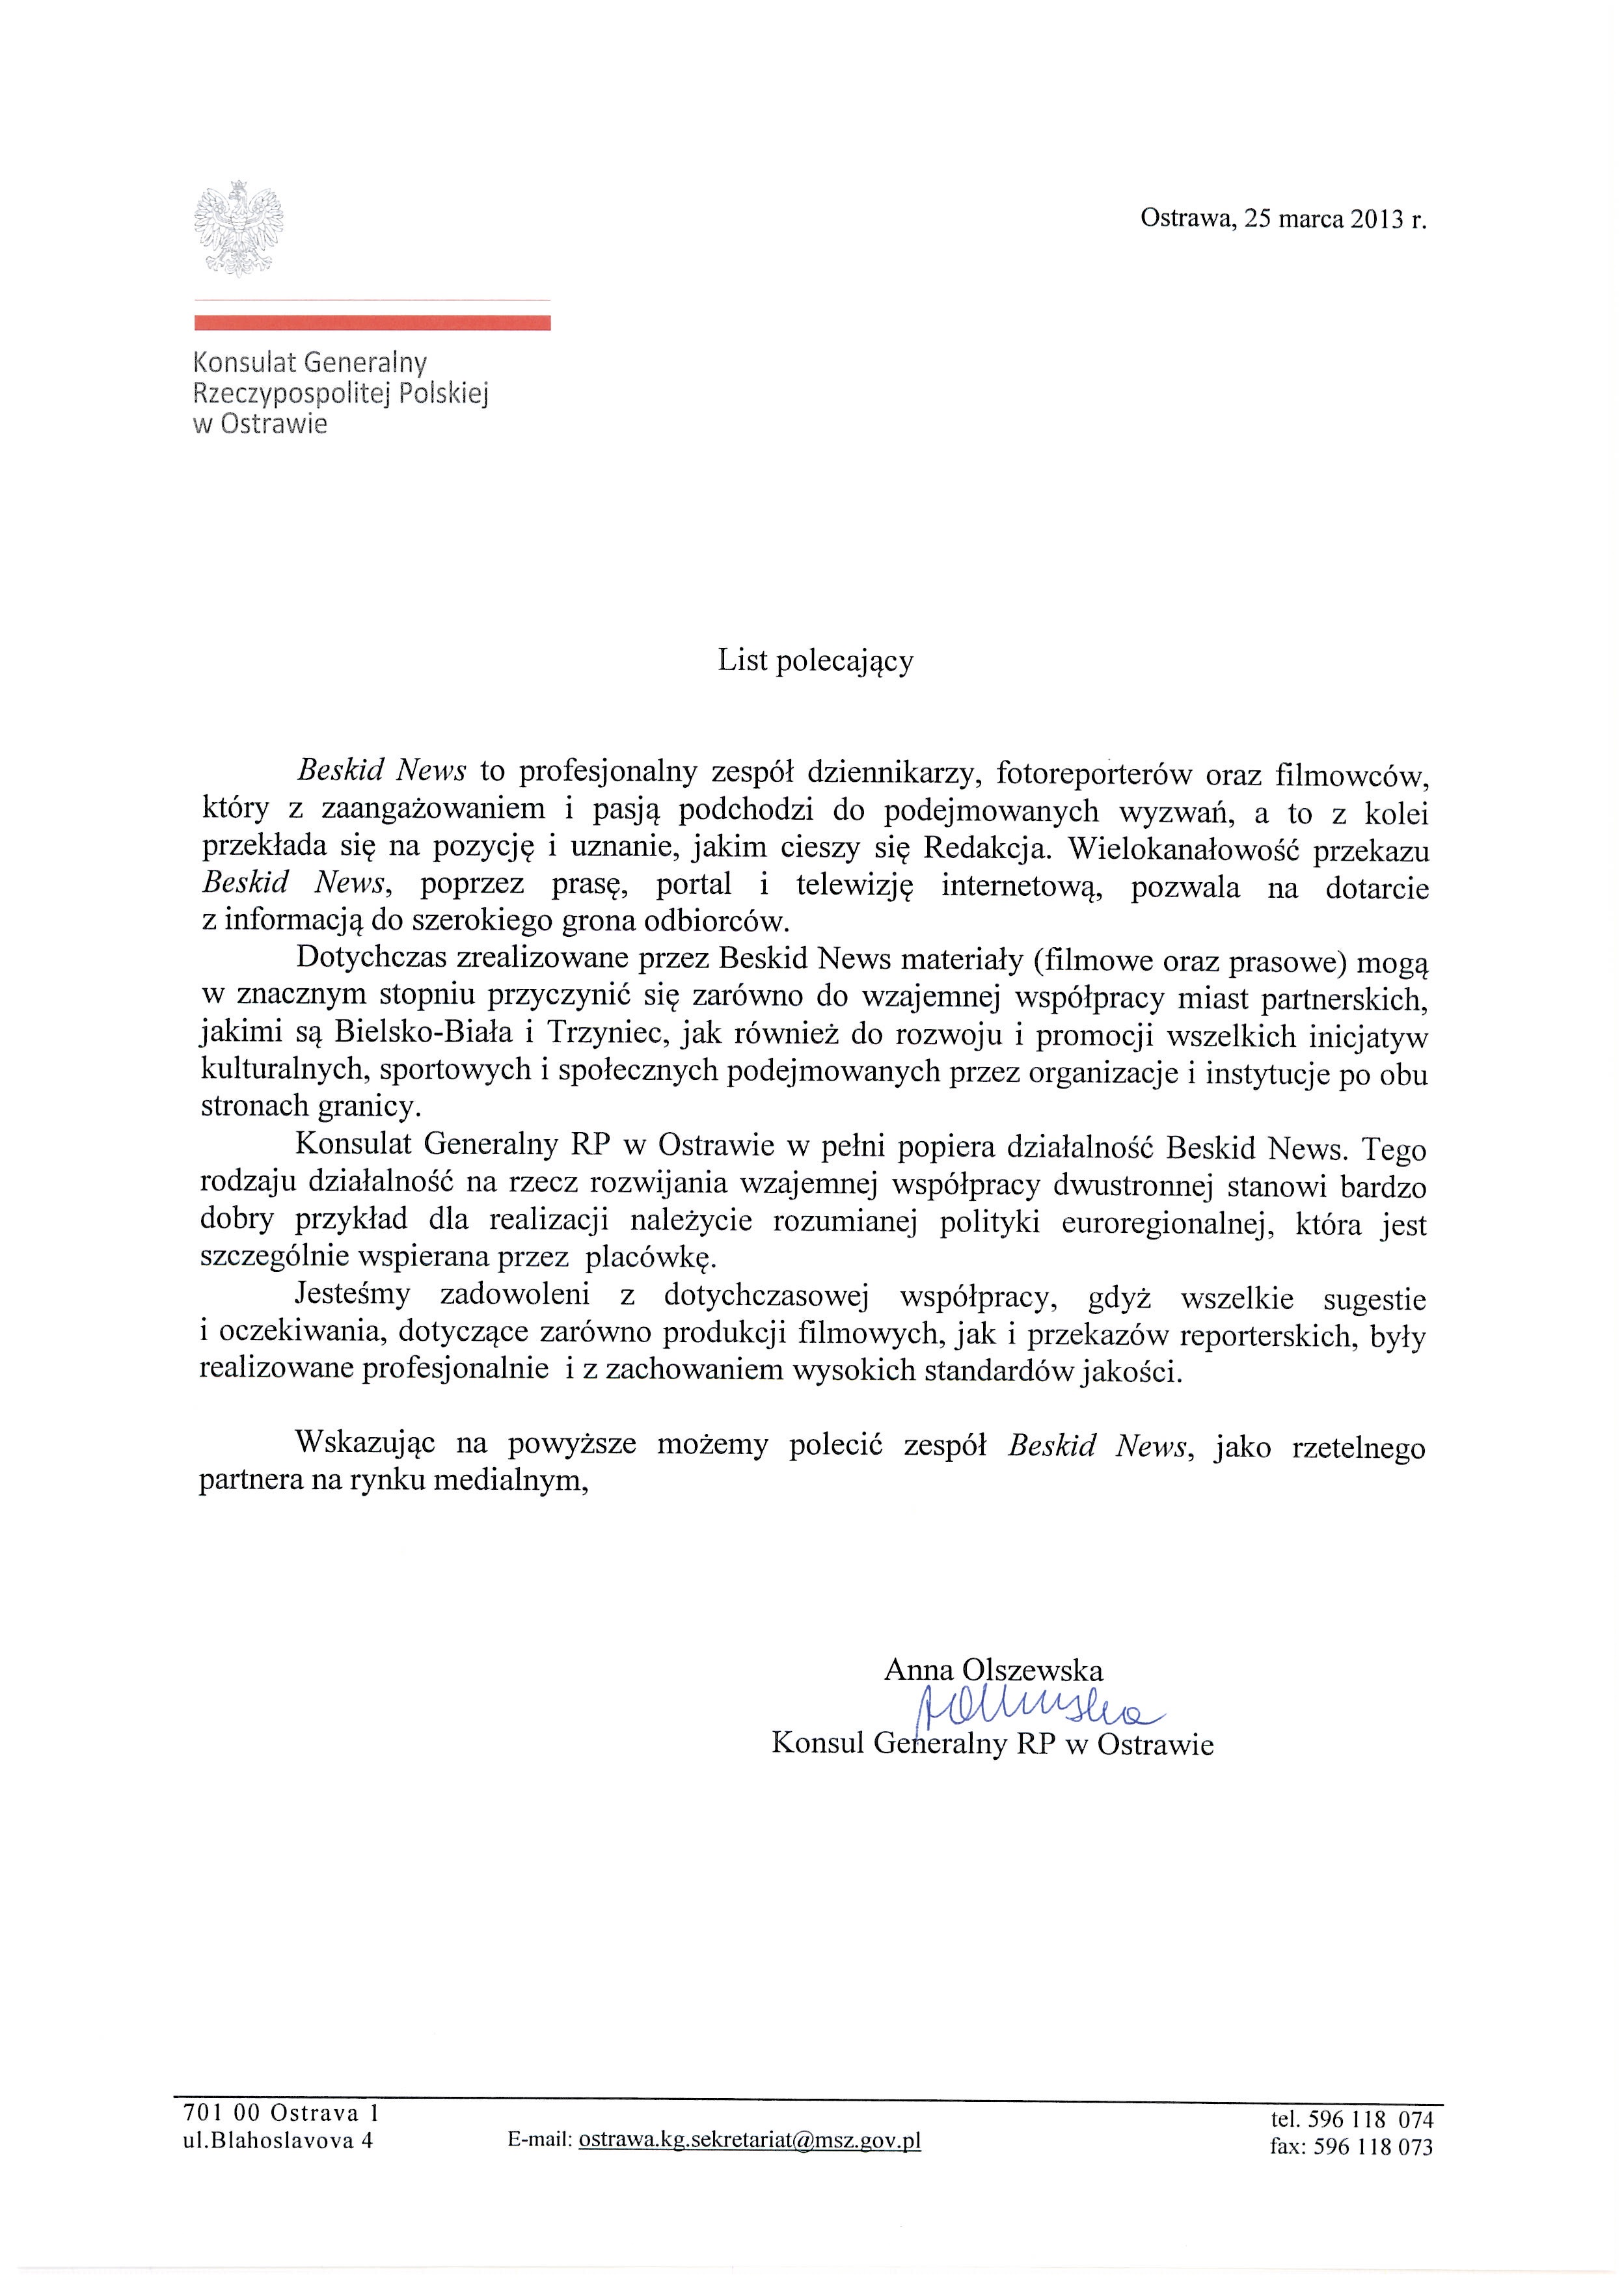 Ostrawa, 25 marca 2013 r.
Konsulat Generalny
Rzeczypospolitej Polskiej
w Ostrawie
List polecający
Beskid News to profesjonalny zespół dziennikarzy, fotoreporterów oraz filmowców,
który z zaangażowaniem i pasją podchodzi do podejmowanych wyzwań, a to z kolei
przekłada się na pozycję i uznanie, jakim cieszy się Redakcja. Wielokanałowość przekazu
Beskid News, poprzez prasę, portal i telewizję internetową, pozwala na dotarcie
z informacją do szerokiego grona odbiorców.
Dotychczas zrealizowane przez Beskid News materiały (filmowe oraz prasowe) mogą
w znacznym stopniu przyczynić się zarówno do wzajemnej współpracy miast partnerskich,
jakimi są Bielsko-Biała i Trzyniec, jak również do rozwoju i promocji wszelkich inicjatyw
kulturalnych, sportowych i społecznych podejmowanych przez organizacje i instytucje po obu
stronach granicy.
Konsulat Generalny RP w Ostrawie w pełni popiera działalność Beskid News. Tego
rodzaju działalność na rzecz rozwijania wzajemnej współpracy dwustronnej stanowi bardzo
dobry przykład dla realizacji należycie rozumianej polityki euroregionalnej, która jest
szczególnie wspierana przez placówkę.
Jesteśmy zadowoleni z dotychczasowej współpracy, gdyż wszelkie sugestie
i oczekiwania, dotyczące zarówno produkcji filmowych, jak i przekazów reporterskich, były
realizowane profesjonalnie i z zachowaniem wysokich standardów jakości.
Wskazując na powyższe możemy polecić zespół Beskid News, jako rzetelnego
partnera na rynku medialnym,
Anna Olszewska
Konsul Generalny RP w Ostrawie
701 00 Ostrava 1
ul.Blahoslavova 4
E-mail: ostrawa.kg.sekretariat@msz.gov.pl
tel. 596 118 074
fax: 596 118 073